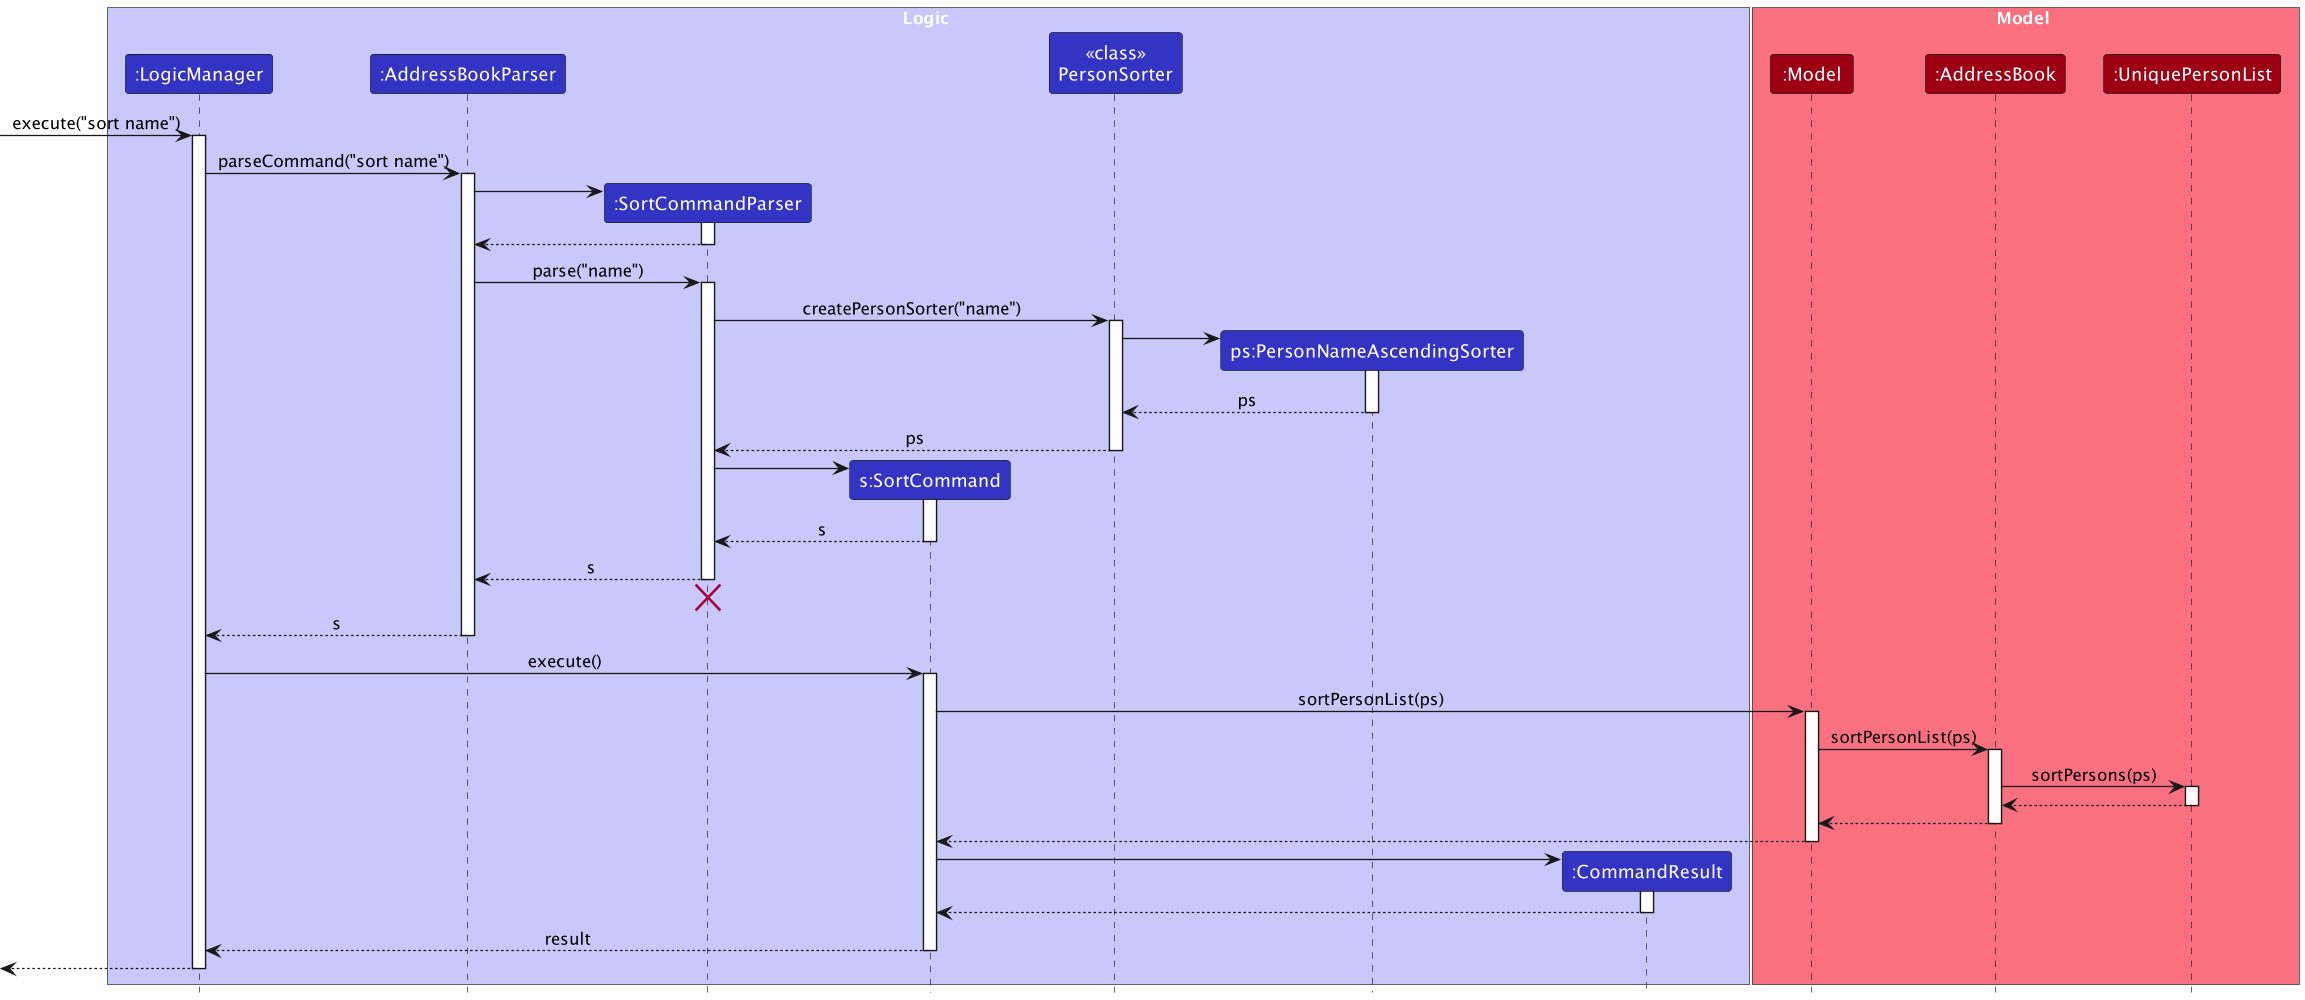 Logic
Model
«class»
PersonSorter
:LogicManager
:AddressBookParser
:Model
:AddressBook
:UniquePersonList
execute("sort name")
parseCommand("sort name")
:SortCommandParser
parse("name")
createPersonSorter("name")
ps:PersonNameAscendingSorter
ps
ps
s:SortCommand
s
s
s
execute()
sortPersonList(ps)
sortPersonList(ps)
sortPersons(ps)
:CommandResult
result